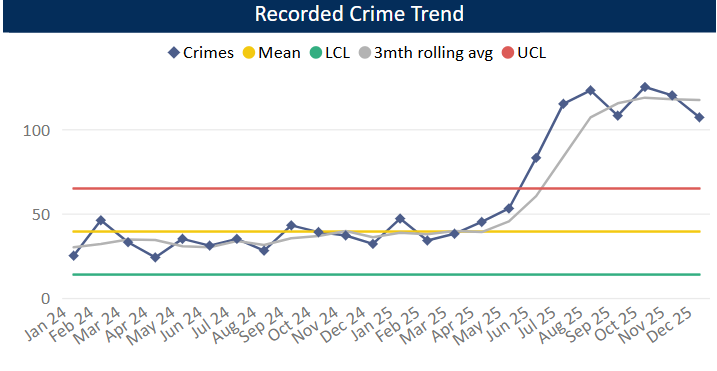 Recorded Crime Trend
Crimes Mean LCL 3mth rolling avg UCL
100
50
0
Jan 24 Feb 24 Mar 24 Apr 24 May 24 Jun 24 Jul 24 Aug 24 Sep 24 Oct 24 Nov 24 Dec 24 Jan 25 Feb 25 Mar 25 Apr 25 May 25 Jun 25 Jul 25 Aug 25 Sep 25 Oct 25 Nov 25 Dec 25